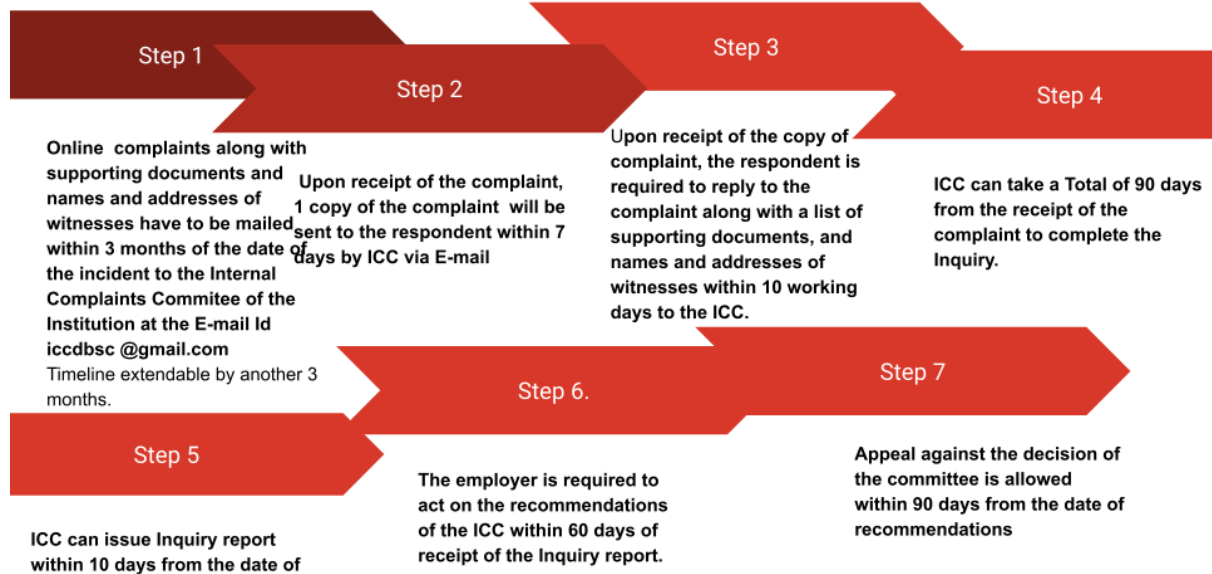 Step 1
Online complaints along with
supporting documents and
names and addresses of
witnesses have to be mailed
within 3 months of the date of
the incident to the Internal
Complaints Commitee of the
Institution at the E-mail Id
iccdbsc @gmail.com
Timeline extendable by another 3
months.
Step 2
Upon receipt of the complaint,
1 copy of the complaint will be
sent to the respondent within 7
days by ICC via E-mail
Step 3
Upon receipt of the copy of
complaint, the respondent is
required to reply to the
complaint along with a list of
supporting documents, and
names and addresses of
witnesses within 10 working
days to the ICC.
Step 4
ICC can take a Total of 90 days
from the receipt of the
complaint to complete the
Inquiry.
Step 5
ICC can issue Inquiry report
within 10 days from the date of
Step 6.
The employer is required to
act on the recommendations
of the ICC within 60 days of
receipt of the Inquiry report.
Step 7
Appeal against the decision of
the committee is allowed
within 90 days from the date of
recommendations